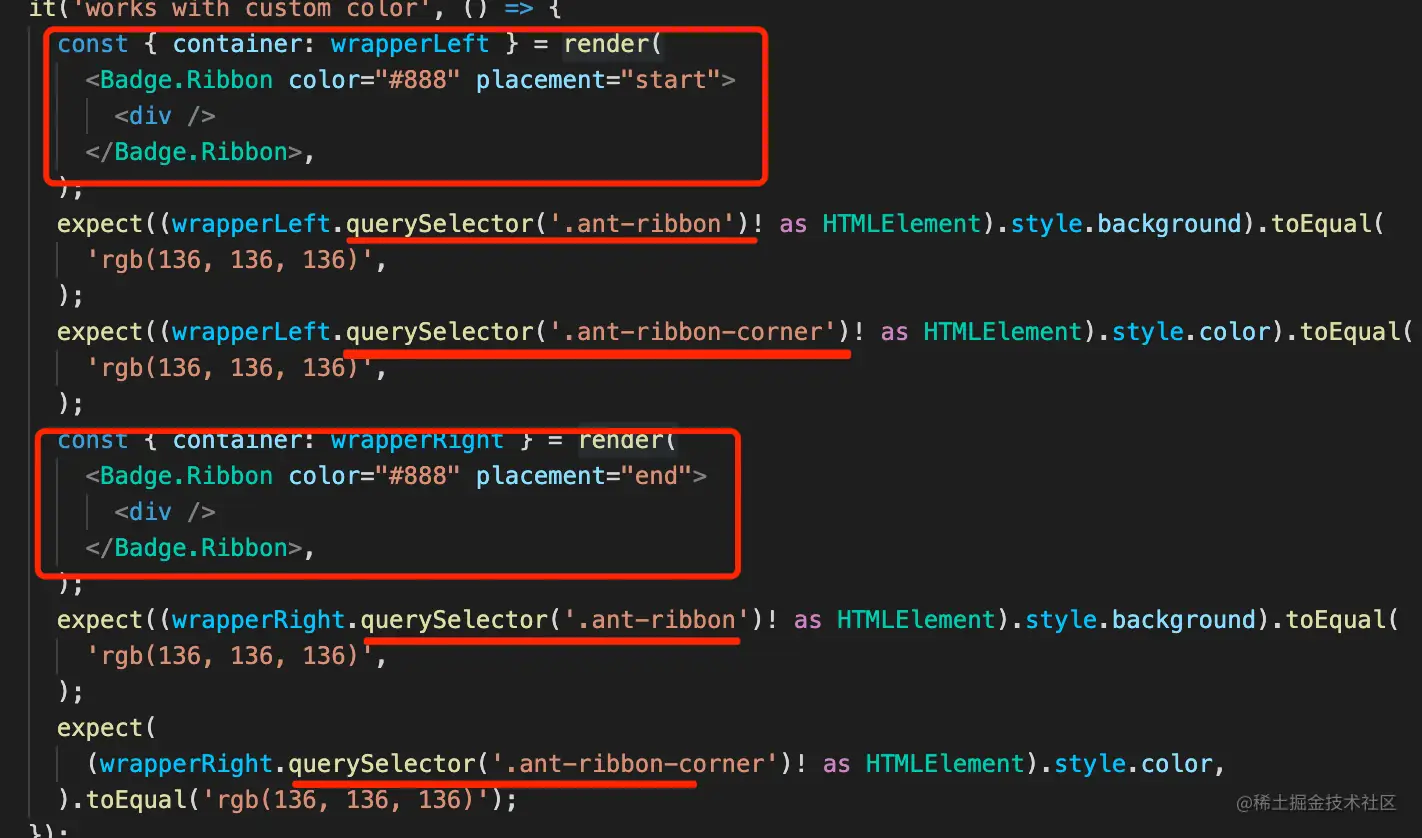 it('works with custom color', () => {
const { container: wrapperLeft } = render(
<Badge.Ribbon color="#888" placement="start">
<div />
</Badge.Ribbon>,
);
expect((wrapperLeft.querySelector('.ant-ribbon')! as HTMLElement).style.background).toEqual(
'rgb(136, 136, 136)',
);
expect((wrapperLeft.querySelector('.ant-ribbon-corner')! as HTMLElement).style.color).toEqual(
'rgb(136, 136, 136)',
);
const { container: wrapperRight } = render(
<Badge.Ribbon color="#888" placement="end">
<div />
</Badge.Ribbon>,
);
expect((wrapperRight.querySelector('.ant-ribbon')! as HTMLElement).style.background).toEqual(
'rgb(136, 136, 136)',
);
expect(
(wrapperRight.querySelector('.ant-ribbon-corner')! as HTMLElement).style.color,
).toEqual('rgb(136, 136, 136)');
});
@稀土掘金技术社区